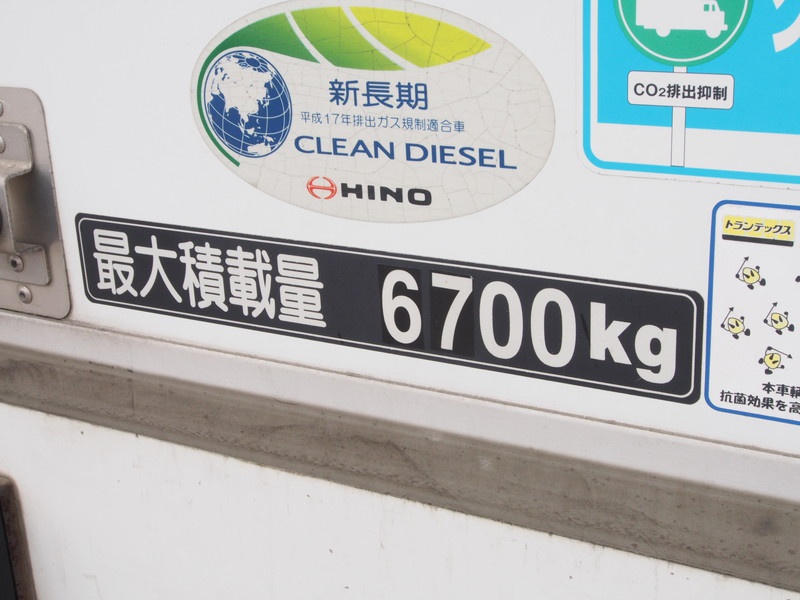 新長期
平成17年排出ガス規制適合車
CLEAN DIESEL
HINO
CO2排出抑制
最大積載量 6700kg
トランテックス
本車輌
抗菌効果を高